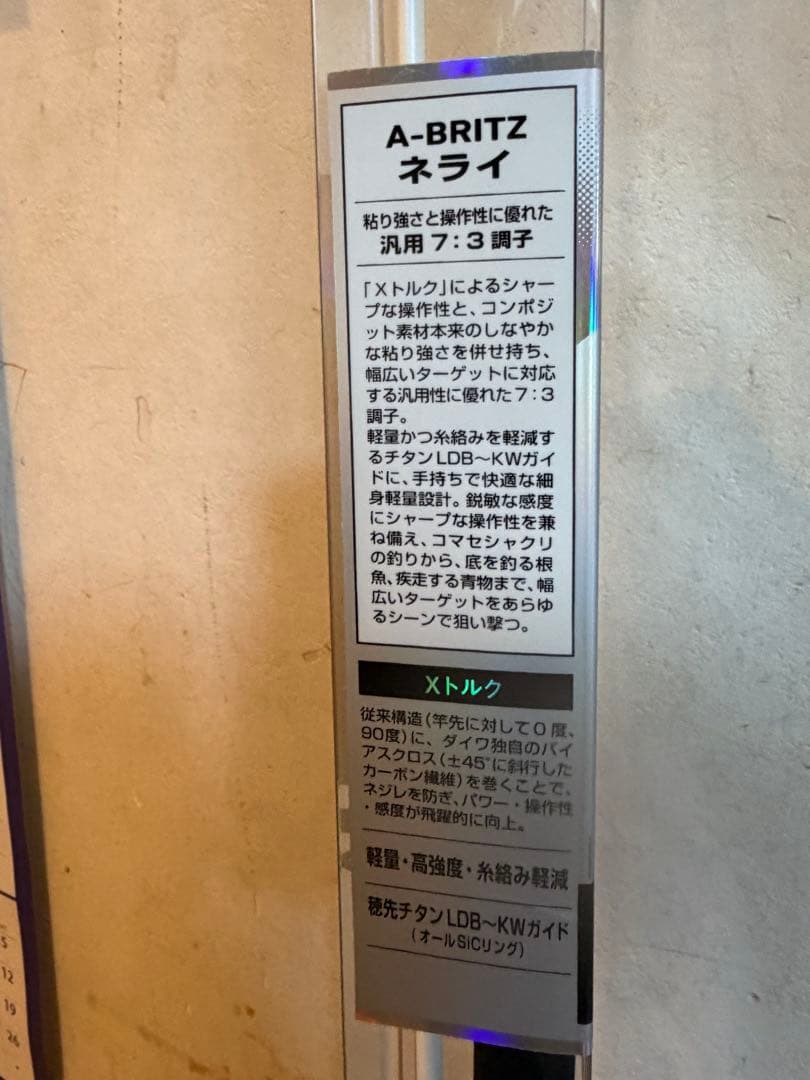 A-BRITZ
ネライ
粘り強さと操作性に優れた
汎用7：3調子
「Xトルク」によるシャー
プな操作性と、コンポジ
ット素材本来のしなやか
な粘り強さを併せ持ち、
幅広いターゲットに対応
する汎用性に優れた7：3
調子。
軽量かつ糸絡みを軽減す
るチタンLDB～KWガイ
ドに、手持ちで快適な細
身軽量設計。鋭敏な感度
にシャープな操作性を兼
ね備え、コマセシャクリ
の釣りから、底を釣る根
魚、疾走する青物まで、幅
広いターゲットをあらゆ
るシーンで狙い撃つ。
Xトルク
従来構造（竿先に対して0度、
90度）に、ダイワ独自のバイ
アスクロス（±45°に斜行した
カーボン繊維）を巻くことで、
ネジレを防ぎ、パワー・操作性
・感度が飛躍的に向上。
軽量・高強度・糸絡み軽減
穂先チタンLDB～KWガイド
（オールSiCリング）
5
12
19
26